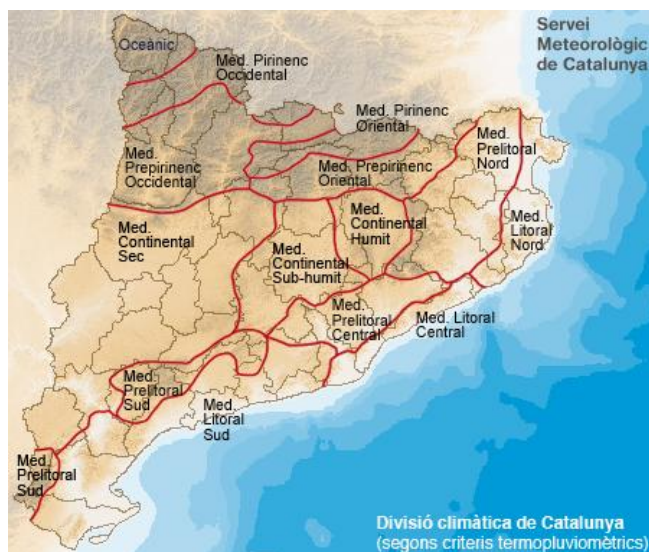 Servei
Meteorològic
de Catalunya
Oceànic
Med. Pirinenc
Occidental
Med. Pirinenc
Oriental
Med.
Prelitoral
Nord
Med.
Prepirinenc
Occidental
Med. Prepirinenc
Oriental
Med.
Continental
Humit
Med.
Litoral
Nord
Med.
Continental
Sec
Med.
Continental
Sub-humit
Med.
Prelitoral
Central
Med. Litoral
Central
Med.
Prelitoral
Sud
Med.
Litoral
Sud
Med.
Prelitoral
Sud
Divisió climàtica de Catalunya
(segons criteris termopluviomètrics)